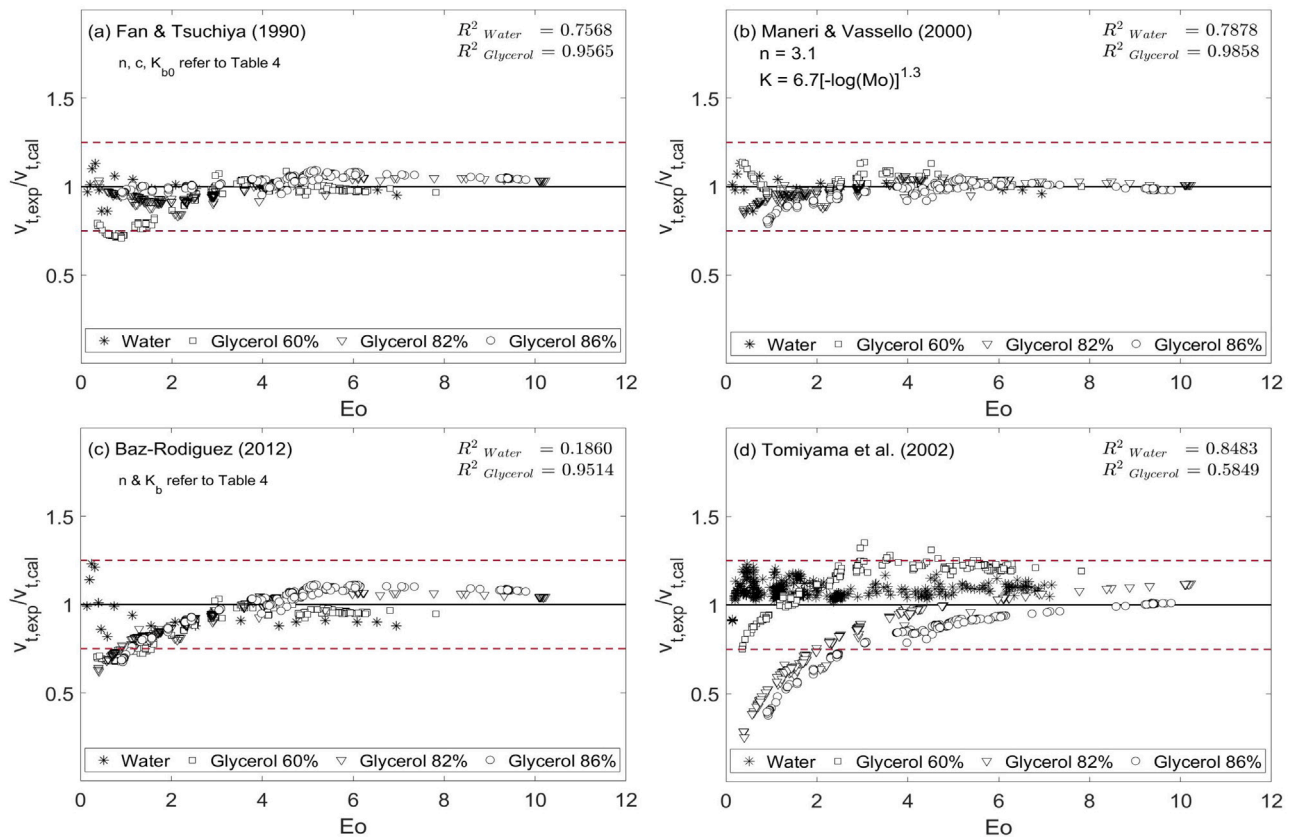 (a) Fan & Tsuchiya (1990)
n, c, K_b0 refer to Table 4
R² Water = 0.7568
R² Glycerol = 0.9565
1.5
1
0.5
v_t,exp/v_t,cal
Water Glycerol 60% Glycerol 82% Glycerol 86%
0 2 4 6 8 10 12
Eo
(b) Maneri & Vassello (2000)
n = 3.1
K = 6.7[-log(Mo)]^1.3
R² Water = 0.7878
R² Glycerol = 0.9858
1.5
1
0.5
v_t,exp/v_t,cal
Water Glycerol 60% Glycerol 82% Glycerol 86%
0 2 4 6 8 10 12
Eo
(c) Baz-Rodiguez (2012)
n & K_b refer to Table 4
R² Water = 0.1860
R² Glycerol = 0.9514
1.5
1
0.5
v_t,exp/v_t,cal
Water Glycerol 60% Glycerol 82% Glycerol 86%
0 2 4 6 8 10 12
Eo
(d) Tomiyama et al. (2002)
R² Water = 0.8483
R² Glycerol = 0.5849
1.5
1
0.5
v_t,exp/v_t,cal
Water Glycerol 60% Glycerol 82% Glycerol 86%
0 2 4 6 8 10 12
Eo